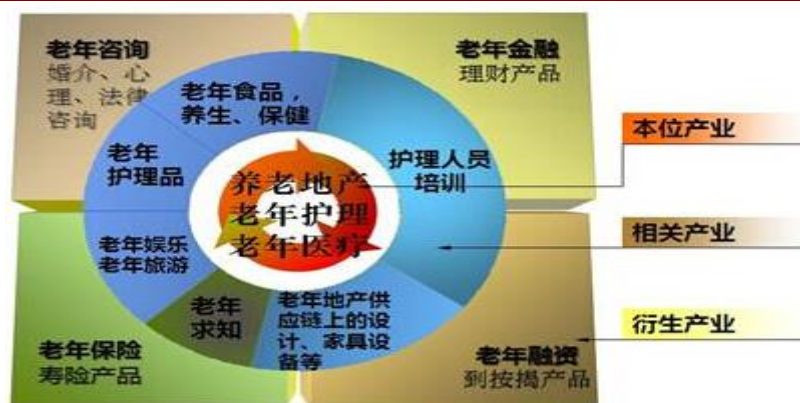 老年咨询
婚介、心
理、法律
咨询
老年金融
理财产品
老年食品，
养生、保健
老年
护理品
护理人员
培训
养老地产
老年护理
老年医疗
老年娱乐
老年旅游
老年
求知
老年地产供
应链上的设
计、家具设
备等
老年保险
寿险产品
老年融资
到按揭产品
本位产业
相关产业
衍生产业